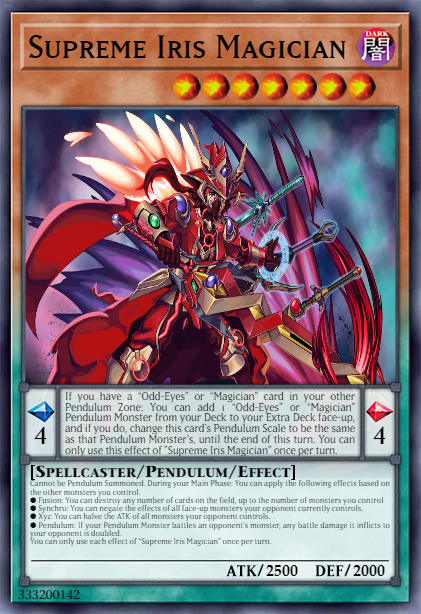 Supreme Iris Magician
DARK
闇
If you have a "Odd-Eyes" or "Magician" card in your other
Pendulum Zone: You can add 1 "Odd-Eyes" or "Magician"
Pendulum Monster from your Deck to your Extra Deck face-up,
and if you do, change this card's Pendulum Scale to be the same
as that Pendulum Monster's, until the end of this turn. You can
only use this effect of "Supreme Iris Magician" once per turn.
4
4
[Spellcaster/Pendulum/Effect]
Cannot be Pendulum Summoned. During your Main Phase: You can apply the following effects based on
the other monsters you control.
● Fusion: You can destroy any number of cards on the field, up to the number of monsters you control
● Synchro: You can negate the effects of all face-up monsters your opponent currently controls.
● Xyz: You can halve the ATK of all monsters your opponent controls.
● Pendulum: If your Pendulum Monster battles an opponent's monster, any battle damage it inflicts to
your opponent is doubled.
You can only use each effect of "Supreme Iris Magician" once per turn.
ATK/2500 DEF/2000
333200142